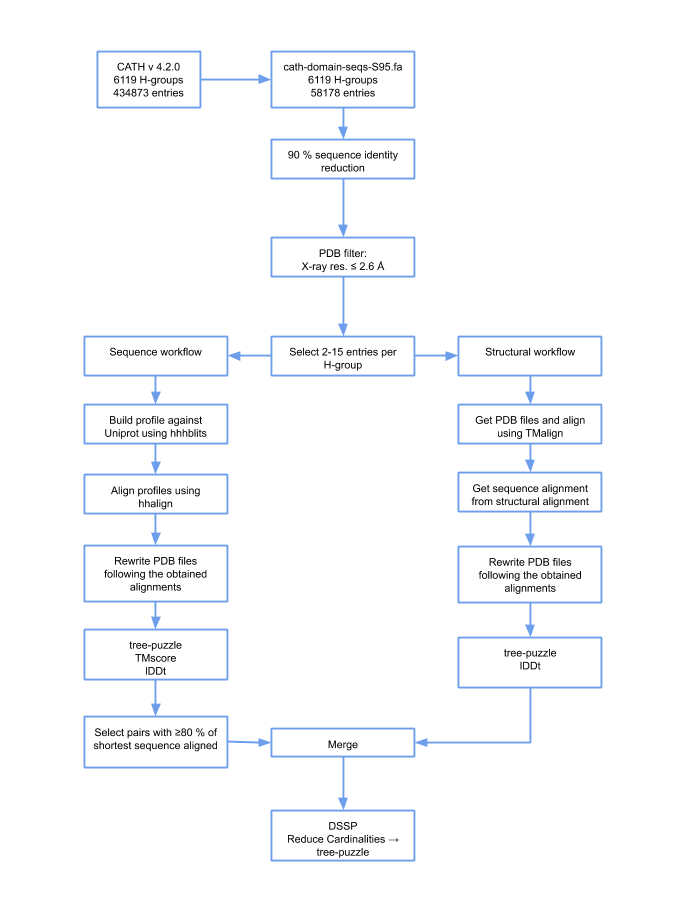 CATH v 4.2.0
6119 H-groups
434873 entries
cath-domain-seqs-S95.fa
6119 H-groups
58178 entries
90 % sequence identity
reduction
PDB filter:
X-ray res. ≤ 2.6 Å
Sequence workflow
Select 2-15 entries per
H-group
Structural workflow
Build profile against
Uniprot using hhhblits
Get PDB files and align
using TMalign
Align profiles using
hhalign
Get sequence alignment
from structural alignment
Rewrite PDB files
following the obtained
alignments
Rewrite PDB files
following the obtained
alignments
tree-puzzle
TMscore
lDDt
tree-puzzle
lDDt
Select pairs with ≥80 % of
shortest sequence aligned
Merge
DSSP
Reduce Cardinalities →
tree-puzzle